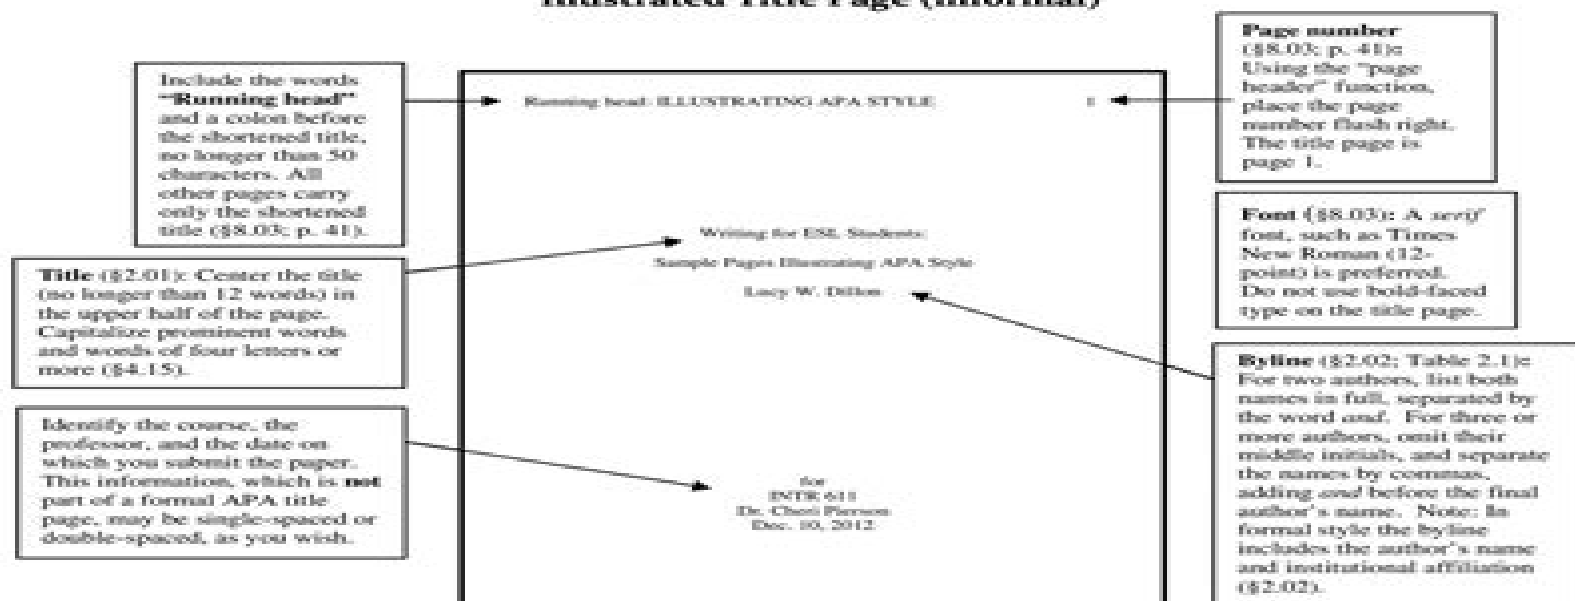 Illustrated Title Page (Informal)
Include the words
"Running head"
and a colon before
the shortened title,
no longer than 50
characters. All
other pages carry
only the shortened
title (§8.03; p. 41).
Title (§2.01): Center the title
(no longer than 12 words) in
the upper half of the page.
Capitalize prominent words
and words of four letters or
more (§4.15).
Identify the course, the
professor, and the date on
which you submit the paper.
This information, which is not
part of a formal APA title
page, may be single-spaced or
double-spaced, as you wish.
Running head: ILLUSTRATING APA STYLE 1
Writing for ESL Students:
Sample Pages Illustrating APA Style
Lucy W. Dillon
for
INTR 611
Dr. Cheri Pierson
Dec. 10, 2012
Page number
(§8.03; p. 41):
Using the "page
header" function,
place the page
number flush right.
The title page is
page 1.
Font (§8.03): A serif
font, such as Times
New Roman (12-
point) is preferred.
Do not use bold-faced
type on the title page.
Byline (§2.02; Table 2.1):
For two authors, list both
names in full, separated by
the word and. For three or
more authors, omit their
middle initials, and separate
the names by commas,
adding and before the final
author's name. Note: In
formal style the byline
includes the author's name
and institutional affiliation
(§2.02).